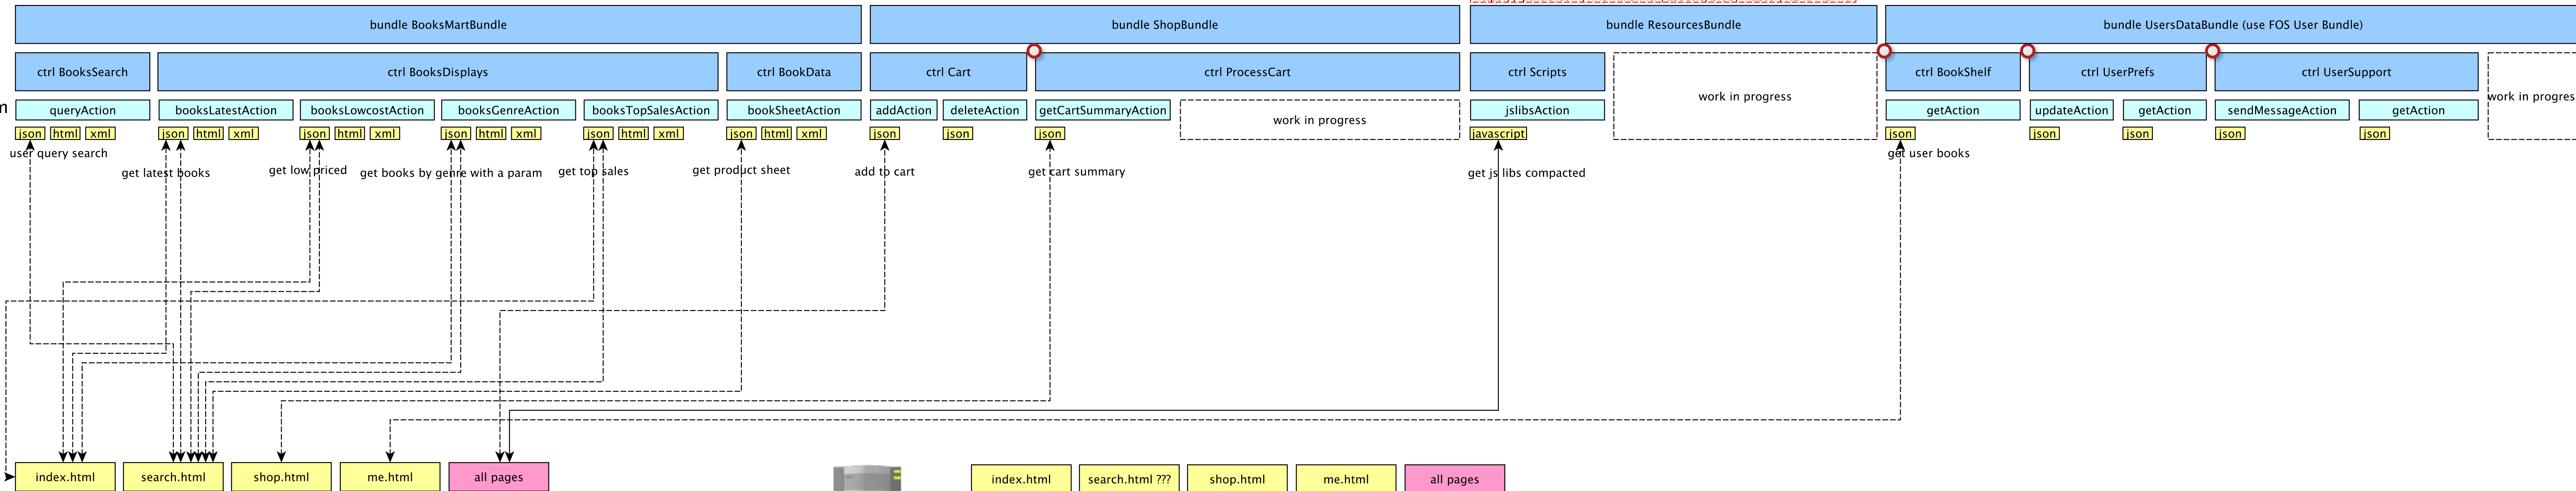 bundle BooksMartBundle
bundle ShopBundle
bundle ResourcesBundle
bundle UsersDataBundle (use FOS User Bundle)
ctrl BooksSearch
ctrl BooksDisplays
ctrl BookData
ctrl Cart
ctrl ProcessCart
ctrl Scripts
work in progress
ctrl BookShelf
ctrl UserPrefs
ctrl UserSupport
work in progres
m
queryAction
booksLatestAction
booksLowcostAction
booksGenreAction
booksTopSalesAction
bookSheetAction
addAction
deleteAction
getCartSummaryAction
work in progress
jslibsAction
getAction
updateAction
getAction
sendMessageAction
getAction
json html xml
json html xml
json html xml
json html xml
json html xml
json html xml
json
json
json
javascript
json
json
json
json
json
user query search
get latest books
get low priced
get books by genre with a param
get top sales
get product sheet
add to cart
get cart summary
get js libs compacted
get user books
index.html
search.html
shop.html
me.html
all pages
index.html
search.html ???
shop.html
me.html
all pages